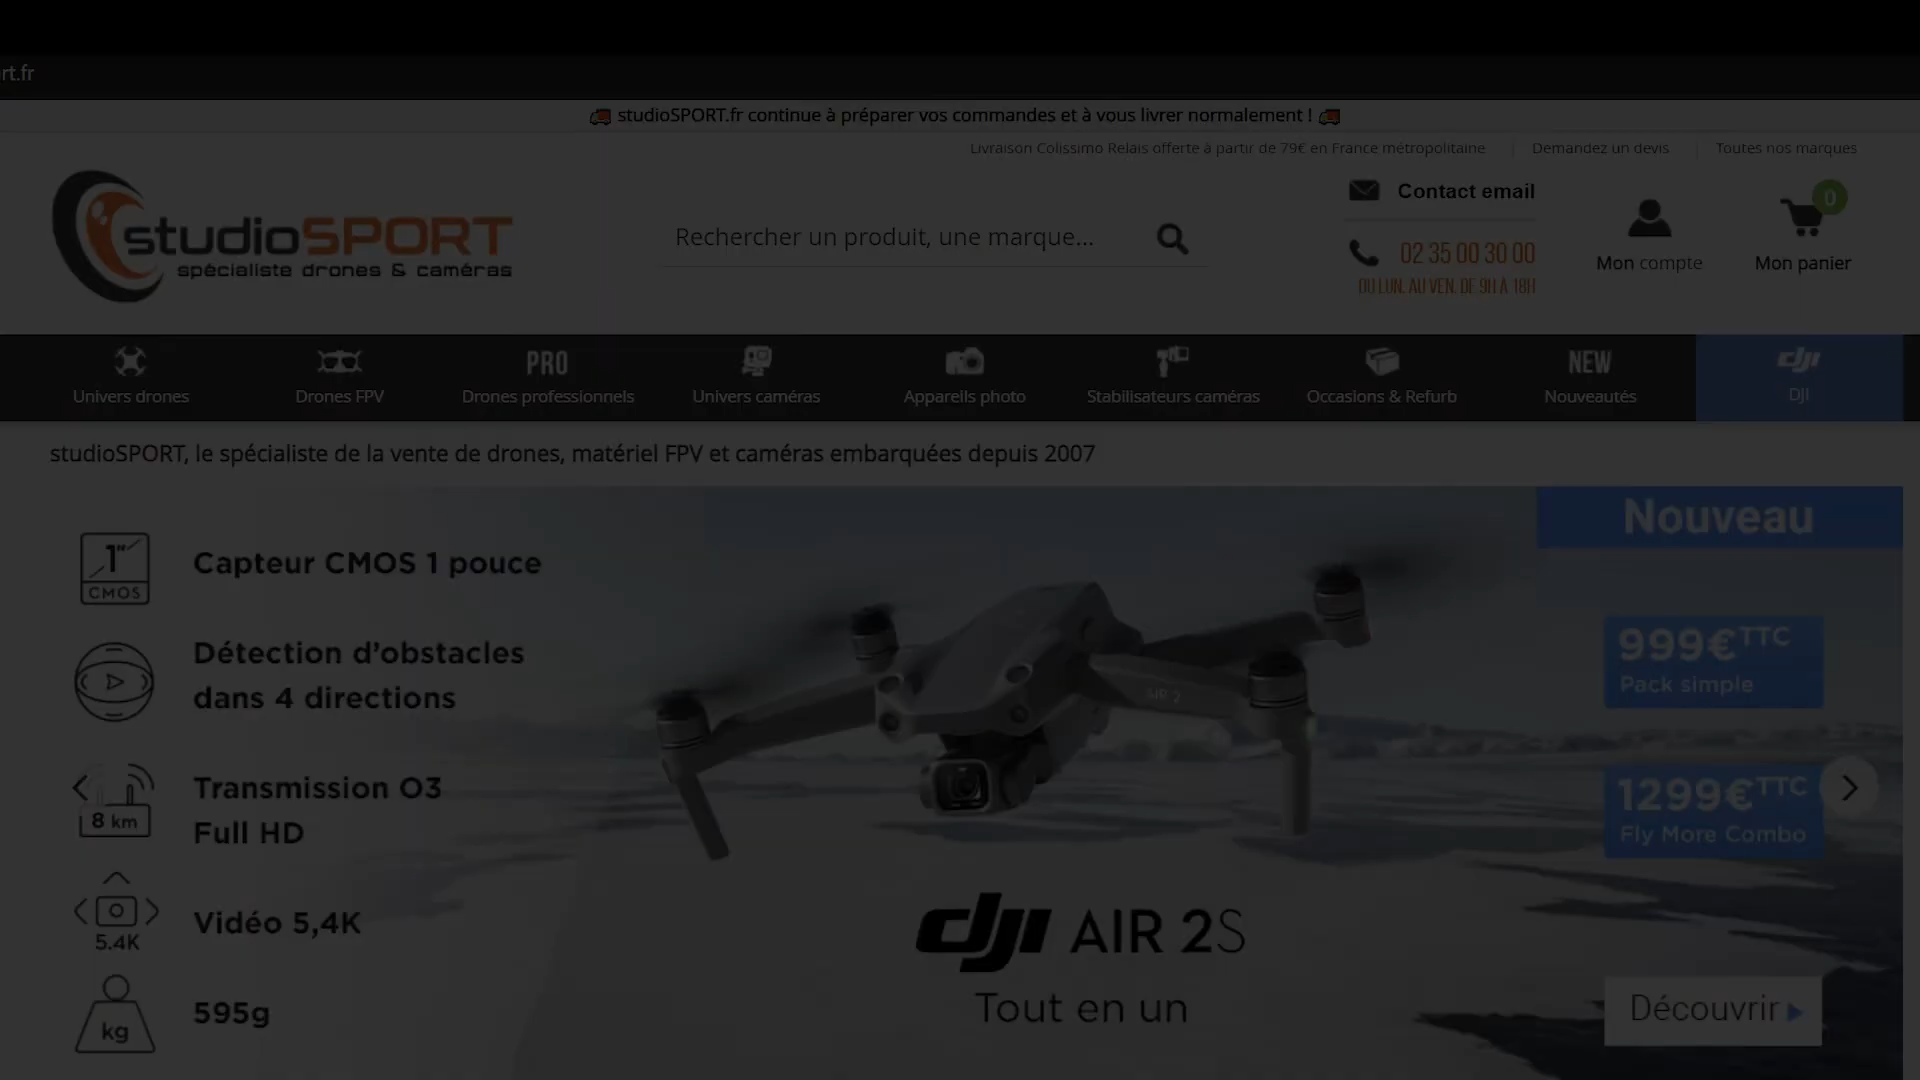 rt.fr
studioSPORT.fr continue à préparer vos commandes et à vous livrer normalement !
Livraison Colissimo Relais offerte à partir de 79€ en France métropolitaine
Demandez un devis
Toutes nos marques
studioSPORT
spécialiste drones & caméras
Rechercher un produit, une marque...
Contact email
02 35 00 30 00
DU LUN. AU VEN. DE 9H À 18H
Mon compte
0
Mon panier
Univers drones
Drones FPV
PRO
Drones professionnels
Univers caméras
Appareils photo
Stabilisateurs caméras
Occasions & Refurb
NEW
Nouveautés
dji
DJI
studioSPORT, le spécialiste de la vente de drones, matériel FPV et caméras embarquées depuis 2007
1"
CMOS
Capteur CMOS 1 pouce
Détection d'obstacles
dans 4 directions
8 km
Transmission O3
Full HD
5.4K
Vidéo 5,4K
kg
595g
dji AIR 2S
Tout en un
Nouveau
999€TTC
Pack simple
1299€TTC
Fly More Combo
Découvrir